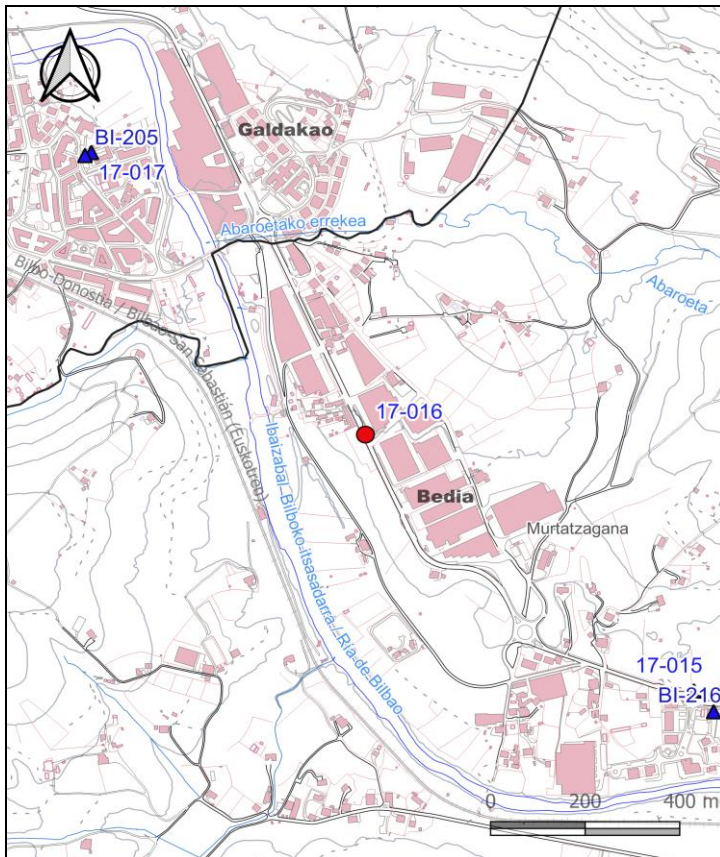 Galdakao
BI-205
17-017
Abaroetako errekea
Abaroeta
Bilbo-Donostia / Bilbao-San Sebastián (Euskotren)
17-016
Ibaizabal-Bilboko itsasadarra / Ría de Bilbao
Bedia
Murtatzagana
17-015
BI-216
0 200 400 m